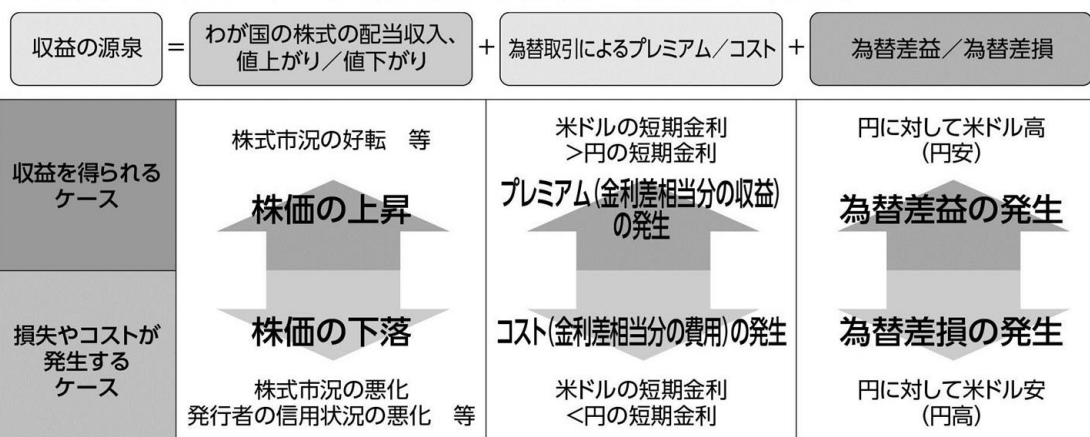 収益の源泉
=
わが国の株式の配当収入、
値上がり/値下がり
+
為替取引によるプレミアム/コスト
+
為替差益/為替差損
収益を得られる
ケース
株式市況の好転　等
株価の上昇
米ドルの短期金利
>円の短期金利
プレミアム(金利差相当分の収益)
の発生
円に対して米ドル高
(円安)
為替差益の発生
損失やコストが
発生する
ケース
株価の下落
株式市況の悪化
発行者の信用状況の悪化　等
コスト(金利差相当分の費用)の発生
米ドルの短期金利
<円の短期金利
為替差損の発生
円に対して米ドル安
(円高)